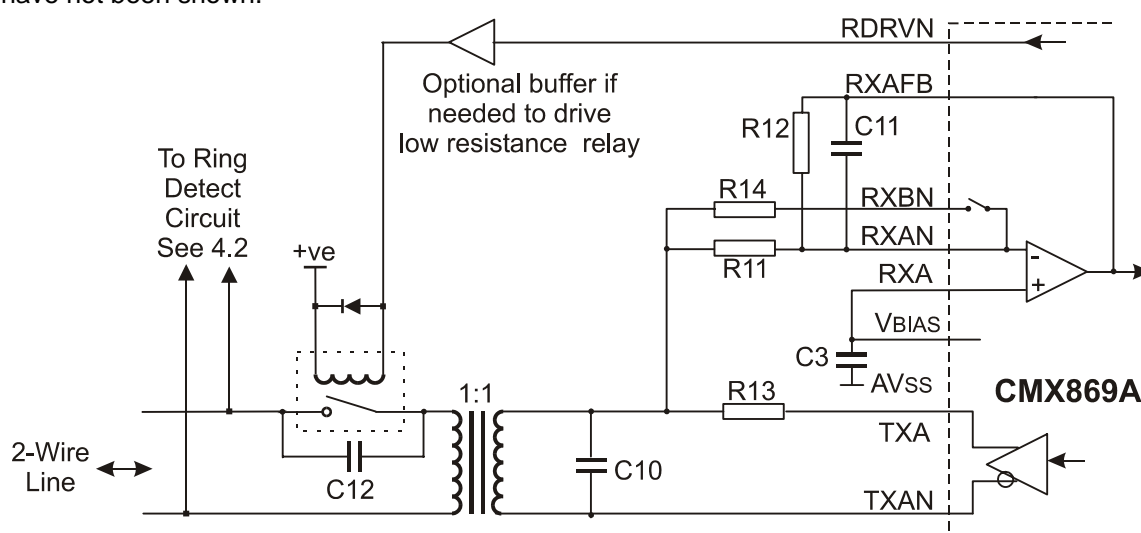 have not been shown.
RDRVN
Optional buffer if
needed to drive
low resistance relay
RXAFB
R12
C11
To Ring
Detect
Circuit
See 4.2
R14
RXBN
+ve
R11
RXAN
-
RXA
+
VBIAS
C3
AVSS
CMX869A
1:1
R13
TXA
2-Wire
Line
C12
C10
TXAN